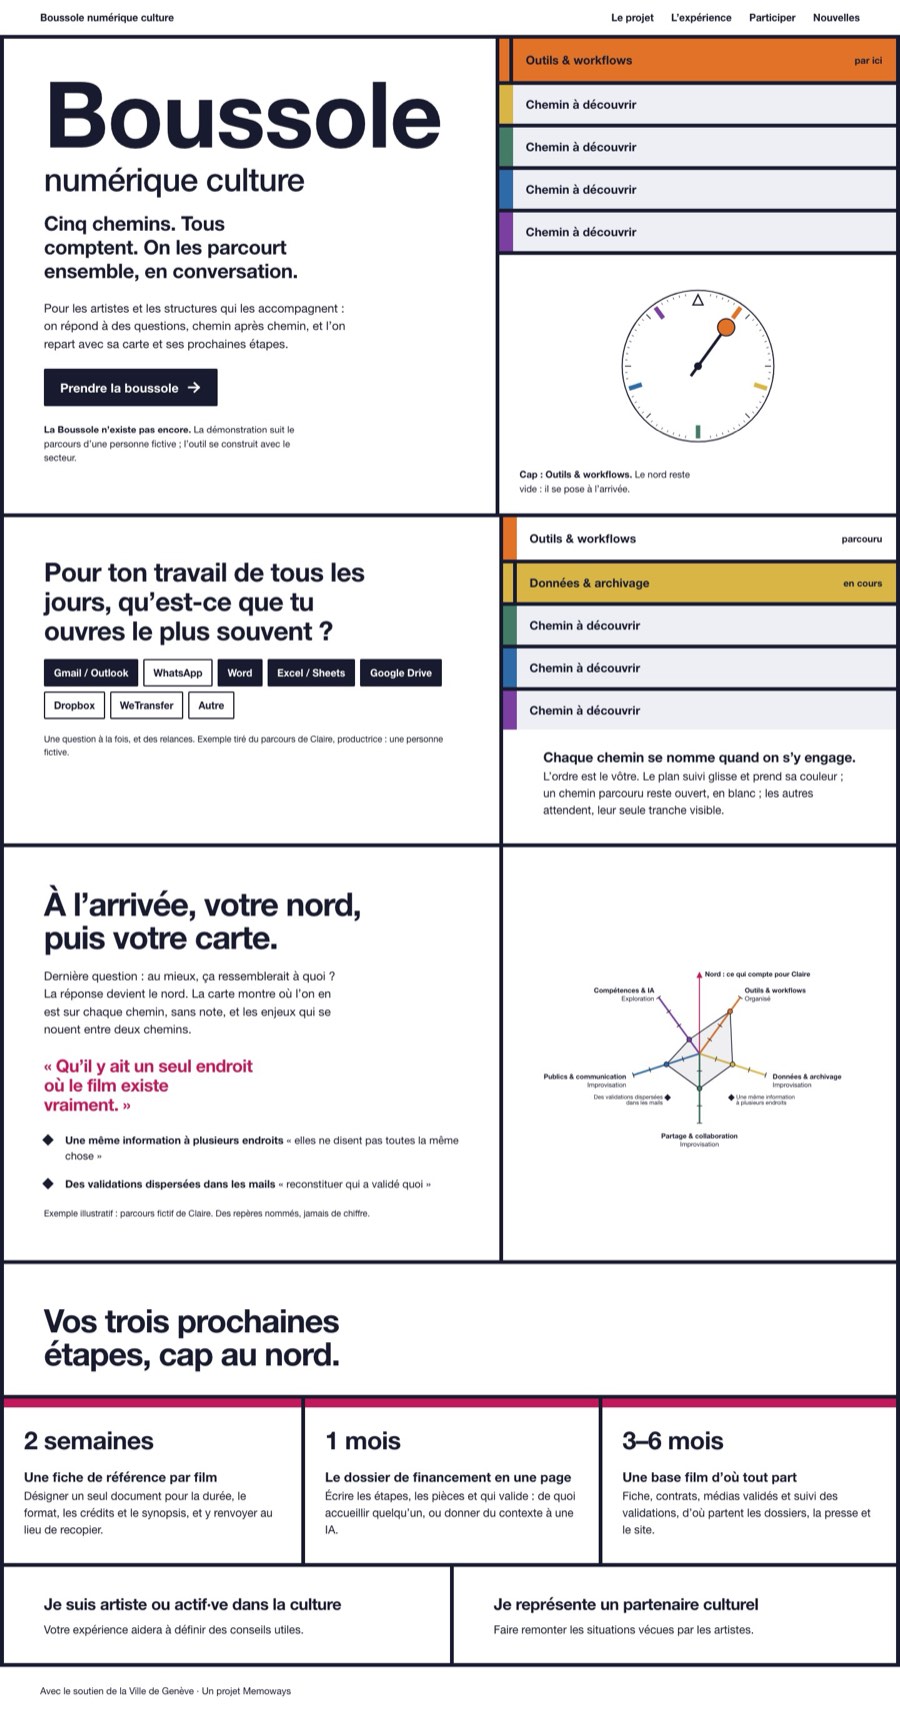 Boussole numérique culture
Le projet
L'expérience
Participer
Nouvelles
Boussole
numérique culture
Cinq chemins. Tous
comptent. On les parcourt
ensemble, en conversation.
Pour les artistes et les structures qui les accompagnent :
on répond à des questions, chemin après chemin, et l'on
repart avec sa carte et ses prochaines étapes.
Prendre la boussole →
La Boussole n'existe pas encore. La démonstration suit le
parcours d'une personne fictive ; l'outil se construit avec le
secteur.
Outils & workflows
par ici
Chemin à découvrir
Chemin à découvrir
Chemin à découvrir
Chemin à découvrir
Cap : Outils & workflows. Le nord reste
vide : il se pose à l'arrivée.
Pour ton travail de tous les
jours, qu'est-ce que tu
ouvres le plus souvent ?
Gmail / Outlook
WhatsApp
Word
Excel / Sheets
Google Drive
Dropbox
WeTransfer
Autre
Une question à la fois, et des relances. Exemple tiré du parcours de Claire, productrice : une personne
fictive.
Outils & workflows
parcouru
Données & archivage
en cours
Chemin à découvrir
Chemin à découvrir
Chemin à découvrir
Chaque chemin se nomme quand on s'y engage.
L'ordre est le vôtre. Le plan suivi glisse et prend sa couleur ;
un chemin parcouru reste ouvert, en blanc ; les autres
attendent, leur seule tranche visible.
À l'arrivée, votre nord,
puis votre carte.
Dernière question : au mieux, ça ressemblerait à quoi ?
La réponse devient le nord. La carte montre où l'on en
est sur chaque chemin, sans note, et les enjeux qui se
nouent entre deux chemins.
« Qu'il y ait un seul endroit
où le film existe
vraiment. »
Une même information à plusieurs endroits « elles ne disent pas toutes la même
chose »
Des validations dispersées dans les mails « reconstituer qui a validé quoi »
Exemple illustratif : parcours fictif de Claire. Des repères nommés, jamais de chiffre.
Nord : ce qui compte pour Claire
Compétences & IA
Exploration
Outils & workflows
Organisé
Publics & communication
Improvisation
Données & archivage
Improvisation
Des validations dispersées
dans les mails
Une même information
à plusieurs endroits
Partage & collaboration
Improvisation
Vos trois prochaines
étapes, cap au nord.
2 semaines
Une fiche de référence par film
Désigner un seul document pour la durée, le
format, les crédits et le synopsis, et y renvoyer au
lieu de recopier.
1 mois
Le dossier de financement en une page
Écrire les étapes, les pièces et qui valide : de quoi
accueillir quelqu'un, ou donner du contexte à une
IA.
3–6 mois
Une base film d'où tout part
Fiche, contrats, médias validés et suivi des
validations, d'où partent les dossiers, la presse et
le site.
Je suis artiste ou actif·ve dans la culture
Votre expérience aidera à définir des conseils utiles.
Je représente un partenaire culturel
Faire remonter les situations vécues par les artistes.
Avec le soutien de la Ville de Genève · Un projet Memoways